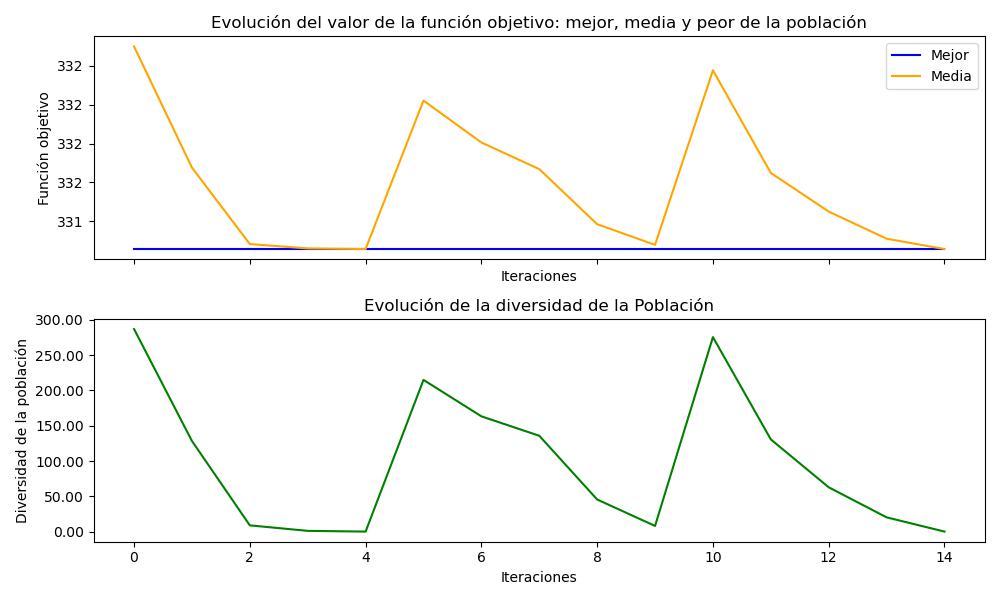 Evolución del valor de la función objetivo: mejor, media y peor de la población
Función objetivo
332
332
332
332
331
Mejor
Media
Iteraciones
Evolución de la diversidad de la Población
Diversidad de la población
300.00
250.00
200.00
150.00
100.00
50.00
0.00
0 2 4 6 8 10 12 14
Iteraciones